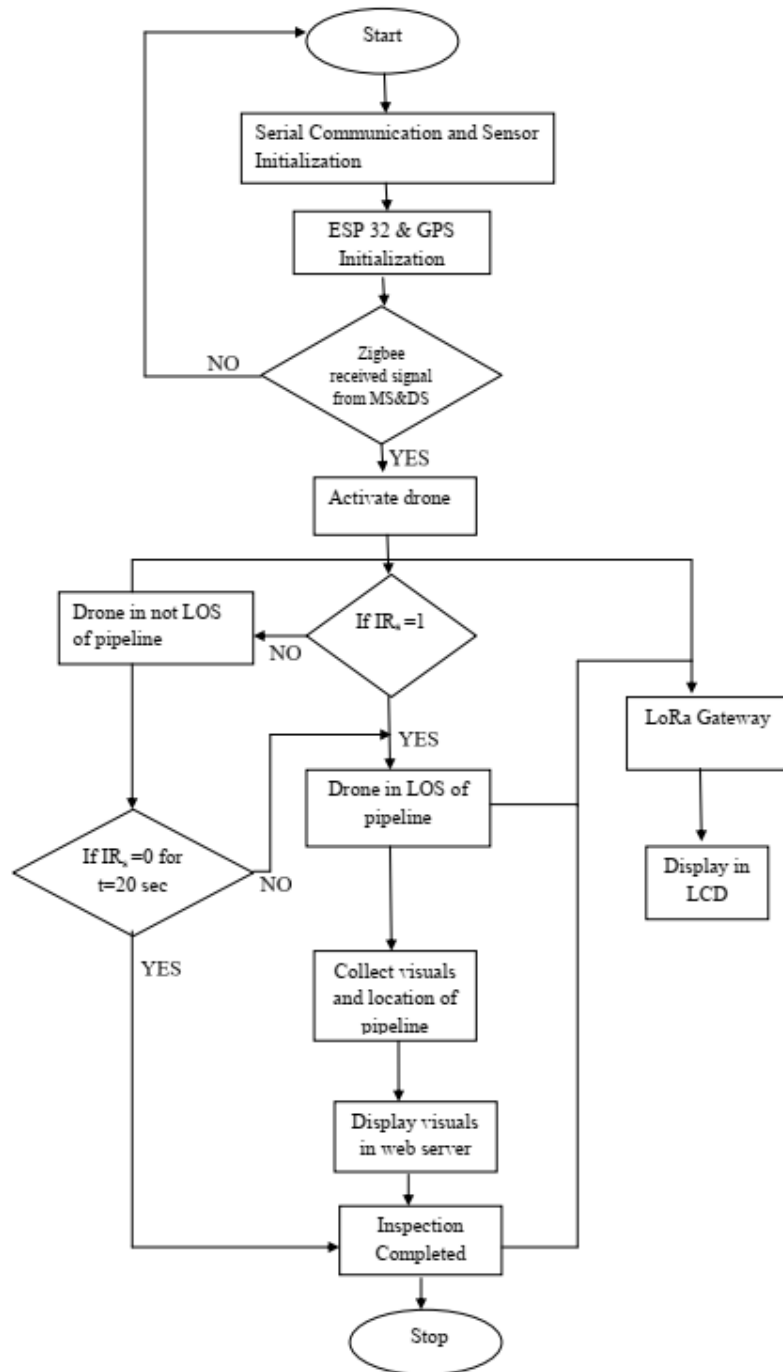 Start
Serial Communication and Sensor
Initialization
ESP 32 & GPS
Initialization
Zigbee
received signal
from MS&DS
NO
YES
Activate drone
Drone in not LOS
of pipeline
If IRs =1
NO
YES
LoRa Gateway
Drone in LOS of
pipeline
If IRs =0 for
t=20 sec
NO
YES
Display in
LCD
Collect visuals
and location of
pipeline
Display visuals
in web server
Inspection
Completed
Stop